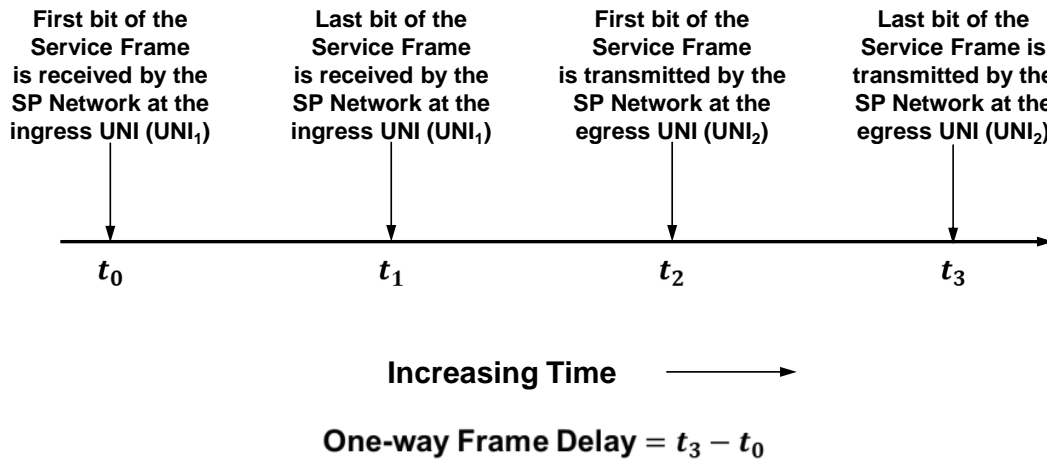 First bit of the
Service Frame
is received by the
SP Network at the
ingress UNI (UNI₁)
Last bit of the
Service Frame
is received by the
SP Network at the
ingress UNI (UNI₁)
First bit of the
Service Frame
is transmitted by the
SP Network at the
egress UNI (UNI₂)
Last bit of the
Service Frame is
transmitted by the
SP Network at the
egress UNI (UNI₂)
t₀
t₁
t₂
t₃
Increasing Time
One-way Frame Delay = t₃ − t₀